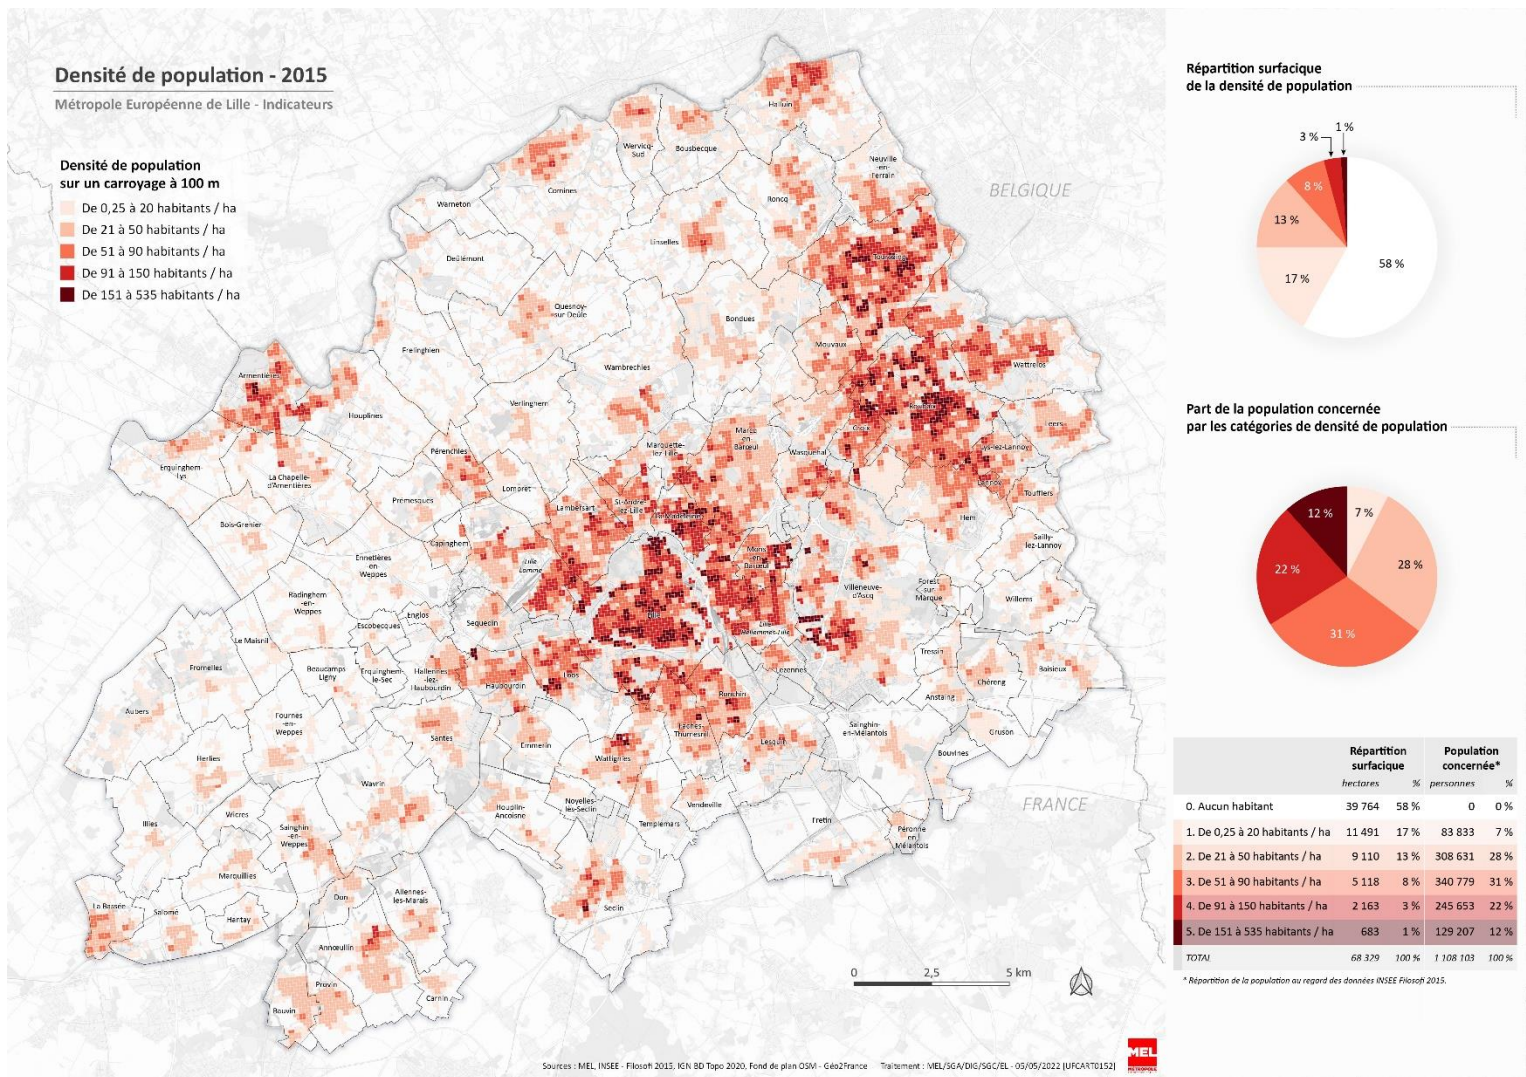 Densité de population - 2015
Métropole Européenne de Lille - Indicateurs
Densité de population
sur un carroyage à 100 m
De 0,25 à 20 habitants / ha
De 21 à 50 habitants / ha
De 51 à 90 habitants / ha
De 91 à 150 habitants / ha
De 151 à 535 habitants / ha
Halluin
Wervicq-
Sud
Bousbecque
Neuville
en-
Ferrain
BELGIQUE
Comines
Roncq
Warneton
Linselles
Deûlémont
Tourcoing
Quesnoy-
sur-Deûle
Bondues
Mouvaux
Frelinghien
Wattrelos
Wambrechies
Armentières
Verlinghem
Houplines
Roubaix
Croix
Leers
Marcq
en-
Barœul
Marquette-
lez-Lille
Wasquehal
Lys-lez-Lannoy
Pérenchies
Erquinghem-
Lys
La Chapelle-
d'Armentières
Lompret
Lannoy
Toufflers
Prémesques
St-André-
lez-Lille
Lambersart
La Madeleine
Hem
Bois-Grenier
Capinghem
Sailly-
lez-Lannoy
Ennetières
en-
Weppes
Mons
en-
Barœul
Lille
Lomme
Villeneuve-
d'Ascq
Forest
sur-
Marque
Willems
Radinghem
-en-
Weppes
Englos
Sequedin
Lille
Escobecques
Lille
Hellemmes-Lille
Le Maisnil
Tressin
Fromelles
Beaucamps
Ligny
Erquinghem-
le-Sec
Hallennes
-lez-
Haubourdin
Haubourdin
Loos
Lezennes
Chéreng
Baisieux
Ronchin
Anstaing
Aubers
Fournes
-en-
Weppes
Santes
Emmerin
Faches-
Thumesnil
Lesquin
Sainghin-
en-Mélantois
Gruson
Bouvines
Herlies
Wattignies
Wavrin
Houplin-
Ancoisne
Noyelles-
lès-Seclin
Vendeville
Templemars
FRANCE
Illies
Wicres
Sainghin
-en-
Weppes
Fretin
Péronne
en-
Mélantois
Marquillies
Don
Allennes-
les-Marais
Seclin
La Bassée
Salomé
Hantay
Annœullin
Provin
Carnin
Bauvin
0
2,5
5 km
Sources : MEL, INSEE - Filosofi 2015, IGN BD Topo 2020, Fond de plan OSM - Géo2France
Traitement : MEL/SGA/DIG/SGC/EL - 05/05/2022 [UFCART0152]
MEL
Répartition surfacique
de la densité de population
3 %
1 %
8 %
13 %
17 %
58 %
Part de la population concernée
par les catégories de densité de population
12 %
7 %
22 %
28 %
31 %
Répartition surfacique Population concernée*
hectares % personnes %
0. Aucun habitant 39 764 58 % 0 0 %
1. De 0,25 à 20 habitants / ha 11 491 17 % 83 833 7 %
2. De 21 à 50 habitants / ha 9 110 13 % 308 631 28 %
3. De 51 à 90 habitants / ha 5 118 8 % 340 779 31 %
4. De 91 à 150 habitants / ha 2 163 3 % 245 653 22 %
5. De 151 à 535 habitants / ha 683 1 % 129 207 12 %
TOTAL 68 329 100 % 1 108 103 100 %
* Répartition de la population au regard des données INSEE Filosofi 2015.